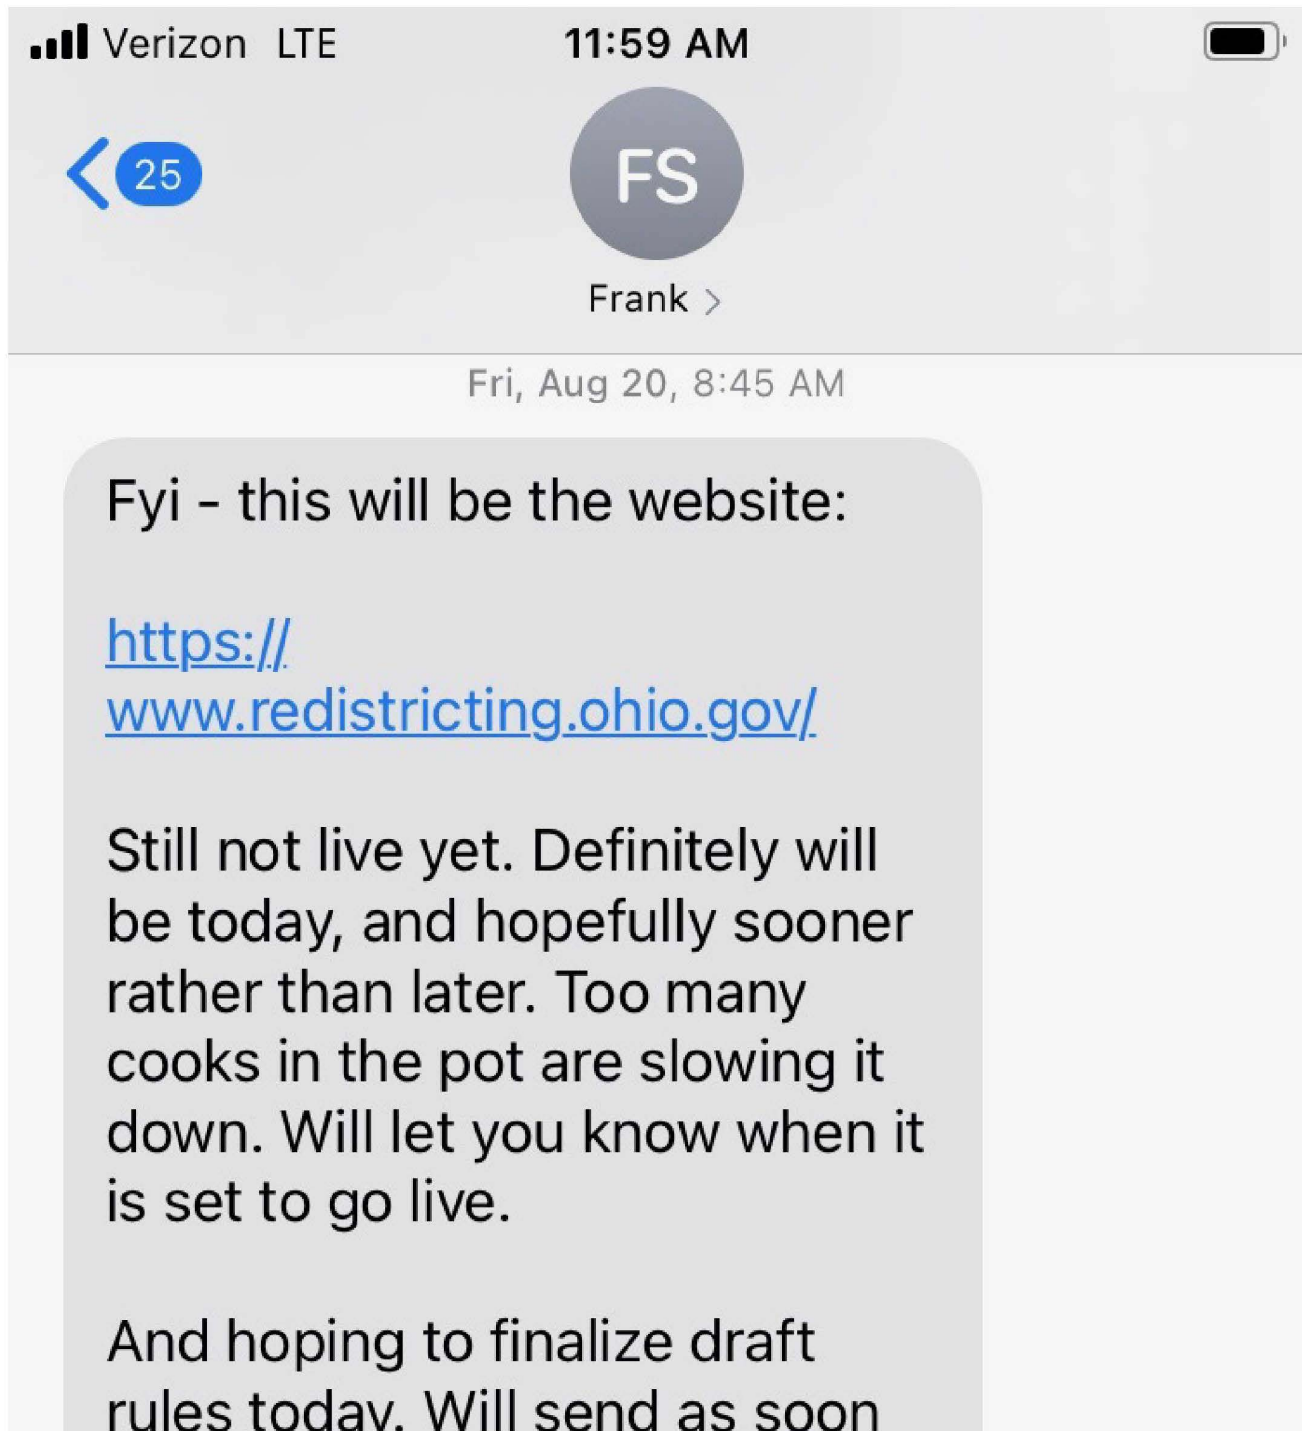 Verizon LTE
11:59 AM
25
FS
Frank
Fri, Aug 20, 8:45 AM
Fyi - this will be the website:
https://
www.redistricting.ohio.gov/
Still not live yet. Definitely will
be today, and hopefully sooner
rather than later. Too many
cooks in the pot are slowing it
down. Will let you know when it
is set to go live.
And hoping to finalize draft
rules today. Will send as soon